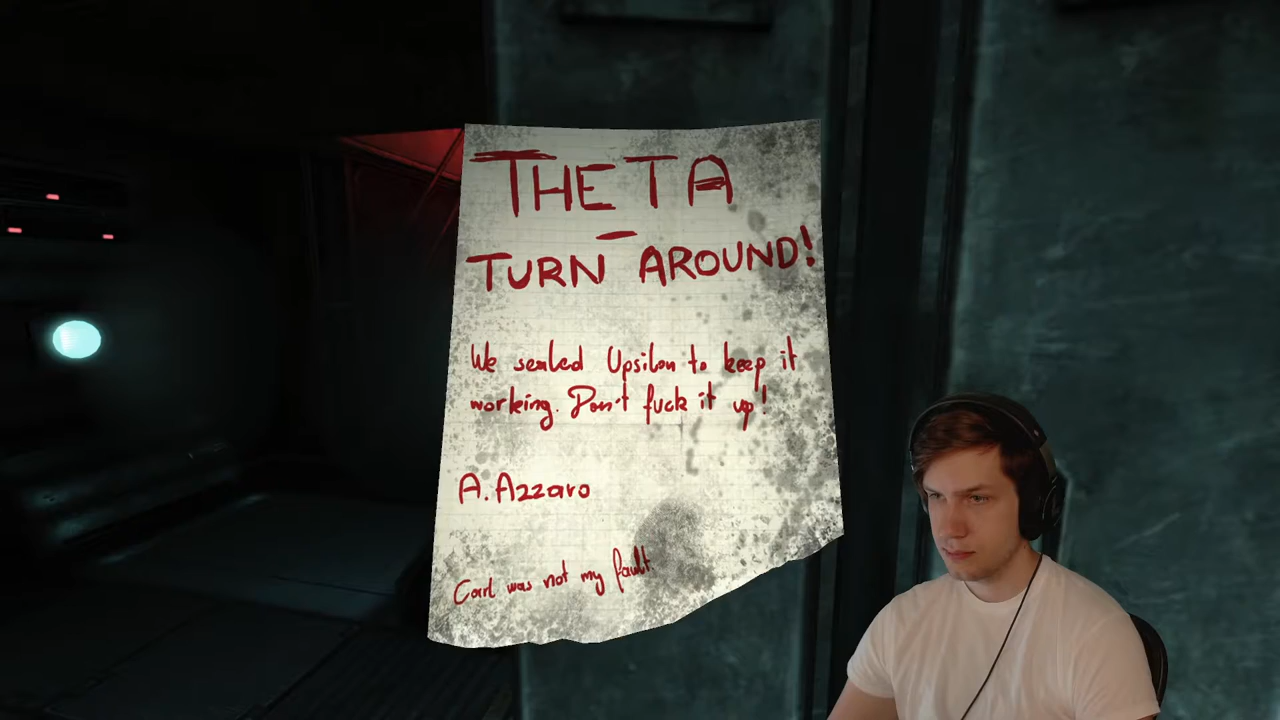 THETA
-
TURN AROUND!
We sealed Upsilon to keep it
working. Don't fuck it up!
A. Azzaro
Carl was not my fault